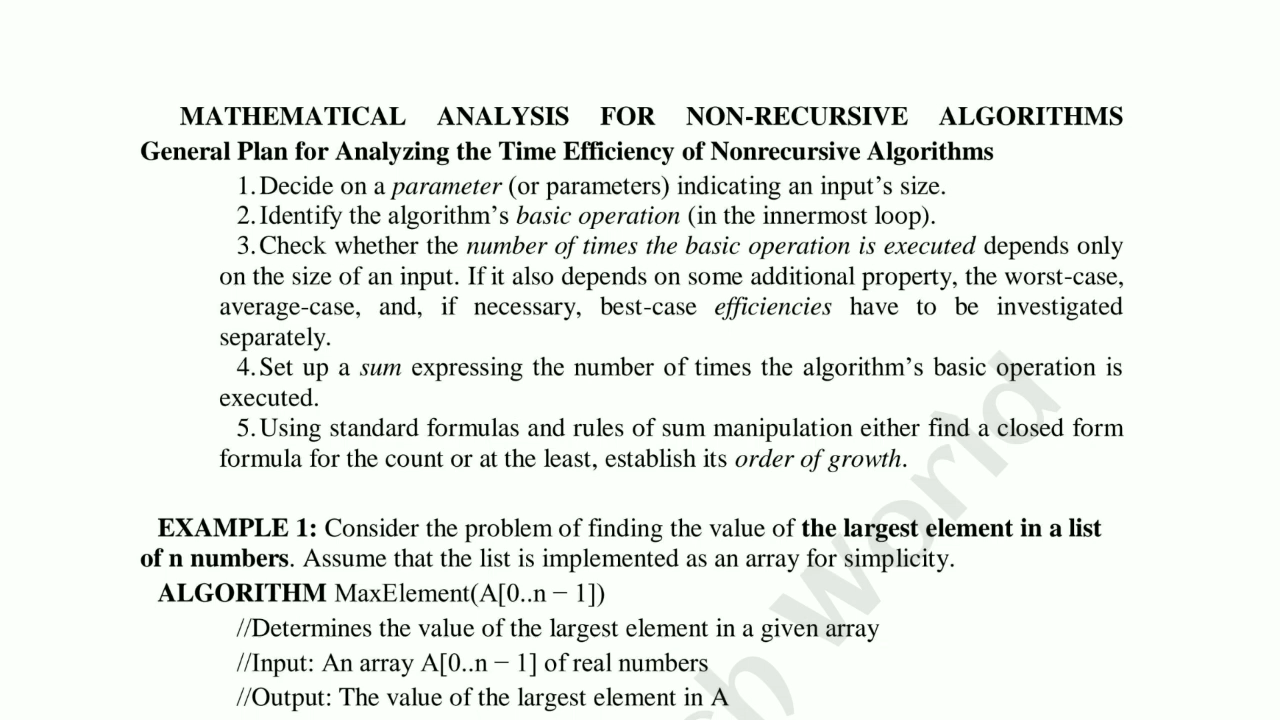 MATHEMATICAL ANALYSIS FOR NON-RECURSIVE ALGORITHMS
General Plan for Analyzing the Time Efficiency of Nonrecursive Algorithms
1. Decide on a parameter (or parameters) indicating an input’s size.
2. Identify the algorithm’s basic operation (in the innermost loop).
3. Check whether the number of times the basic operation is executed depends only
on the size of an input. If it also depends on some additional property, the worst-case,
average-case, and, if necessary, best-case efficiencies have to be investigated
separately.
4. Set up a sum expressing the number of times the algorithm’s basic operation is
executed.
5. Using standard formulas and rules of sum manipulation either find a closed form
formula for the count or at the least, establish its order of growth.
EXAMPLE 1: Consider the problem of finding the value of the largest element in a list
of n numbers. Assume that the list is implemented as an array for simplicity.
ALGORITHM MaxElement(A[0..n − 1])
//Determines the value of the largest element in a given array
//Input: An array A[0..n − 1] of real numbers
//Output: The value of the largest element in A
world